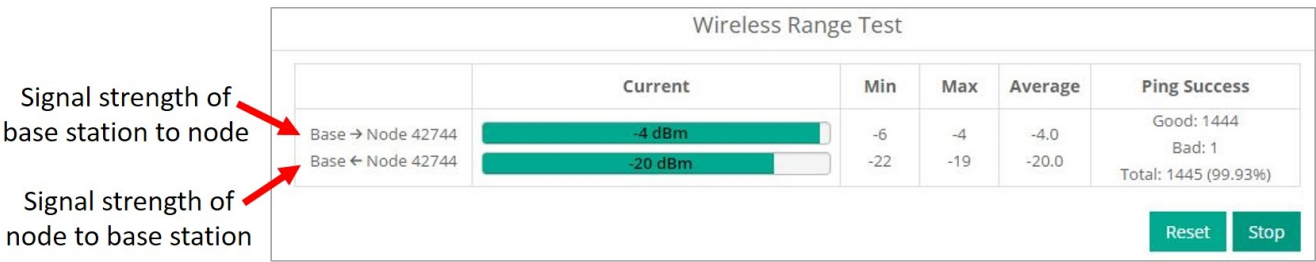 Wireless Range Test
Current Min Max Average Ping Success
Signal strength of
base station to node
Base → Node 42744 -4 dBm -6 -4 -4.0
Base ← Node 42744 -20 dBm -22 -19 -20.0
Good: 1444
Bad: 1
Total: 1445 (99.93%)
Signal strength of
node to base station
Reset Stop